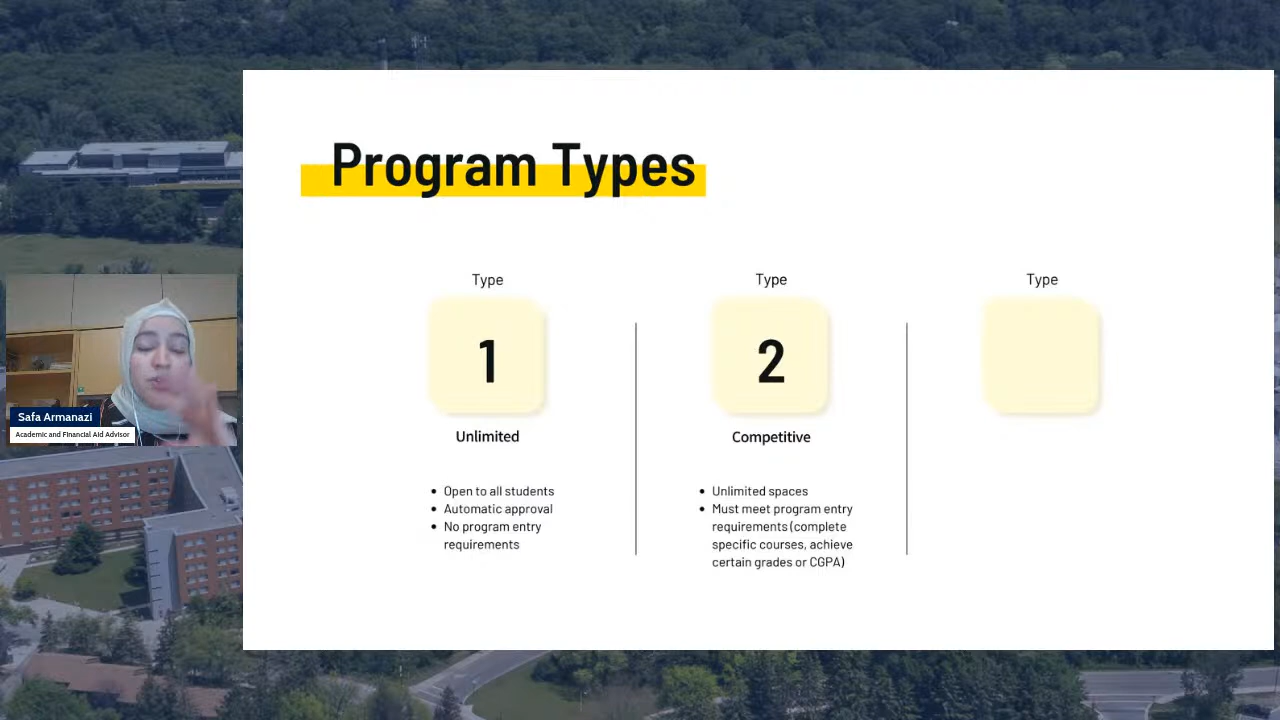 Program Types
Type
1
Unlimited
Open to all students
Automatic approval
No program entry
requirements
Type
2
Competitive
Unlimited spaces
Must meet program entry
requirements (complete
specific courses, achieve
certain grades or CGPA)
Type
Safa Armanazi
Academic and Financial Aid Advisor